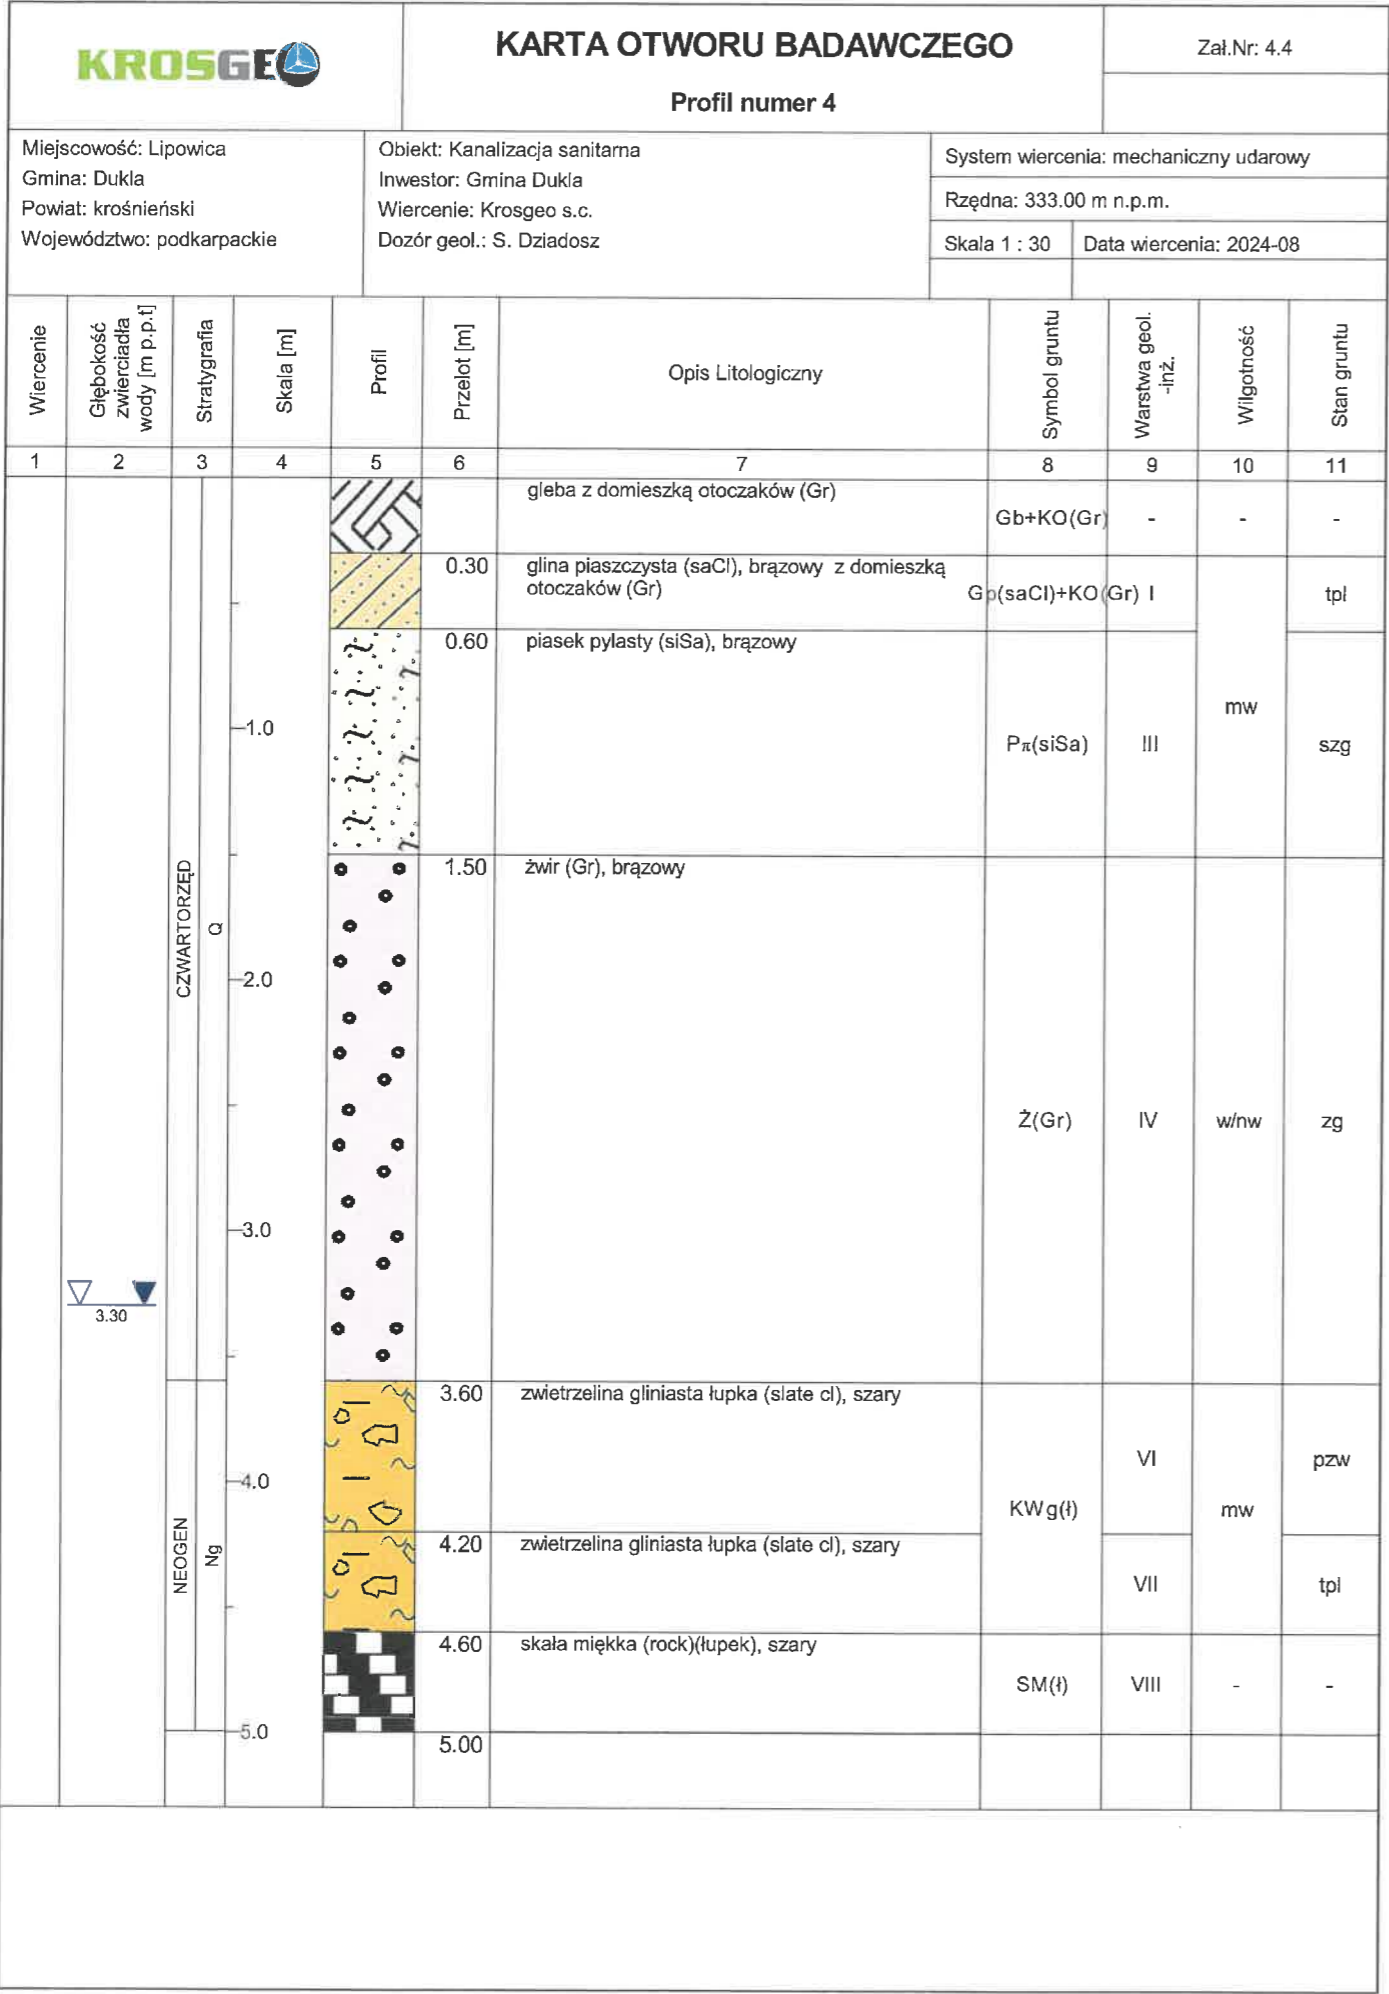 KROSGEO
KARTA OTWORU BADAWCZEGO
Profil numer 4
Zał.Nr: 4.4
Miejscowość: Lipowica
Gmina: Dukla
Powiat: krośnieński
Województwo: podkarpackie
Obiekt: Kanalizacja sanitarna
Inwestor: Gmina Dukla
Wiercenie: Krosgeo s.c.
Dozór geol.: S. Dziadosz
System wiercenia: mechaniczny udarowy
Rzędna: 333.00 m n.p.m.
Skala 1 : 30 Data wiercenia: 2024-08
Wiercenie
Głębokość
zwierciadła
wody [m p.p.t]
Stratygrafia
Skala [m]
Profil
Przelot [m]
Opis Litologiczny
Symbol gruntu
Warstwa geol.
-inż.
Wilgotność
Stan gruntu
1 2 3 4 5 6 7 8 9 10 11
gleba z domieszką otoczaków (Gr)
Gb+KO(Gr) - - -
0.30 glina piaszczysta (saCl), brązowy z domieszką
otoczaków (Gr)
Gp(saCl)+KO(Gr) I tpl
0.60 piasek pylasty (siSa), brązowy
mw
1.0
Pπ(siSa) III szg
1.50 żwir (Gr), brązowy
CZWARTORZĘD
Q
2.0
Ż(Gr) IV w/nw zg
3.0
3.30
3.60 zwietrzelina gliniasta łupka (slate cl), szary
VI pzw
4.0
KWg(ł) mw
4.20 zwietrzelina gliniasta łupka (slate cl), szary
NEOGEN
Ng
VII tpl
4.60 skała miękka (rock)(łupek), szary
SM(ł) VIII - -
5.0
5.00